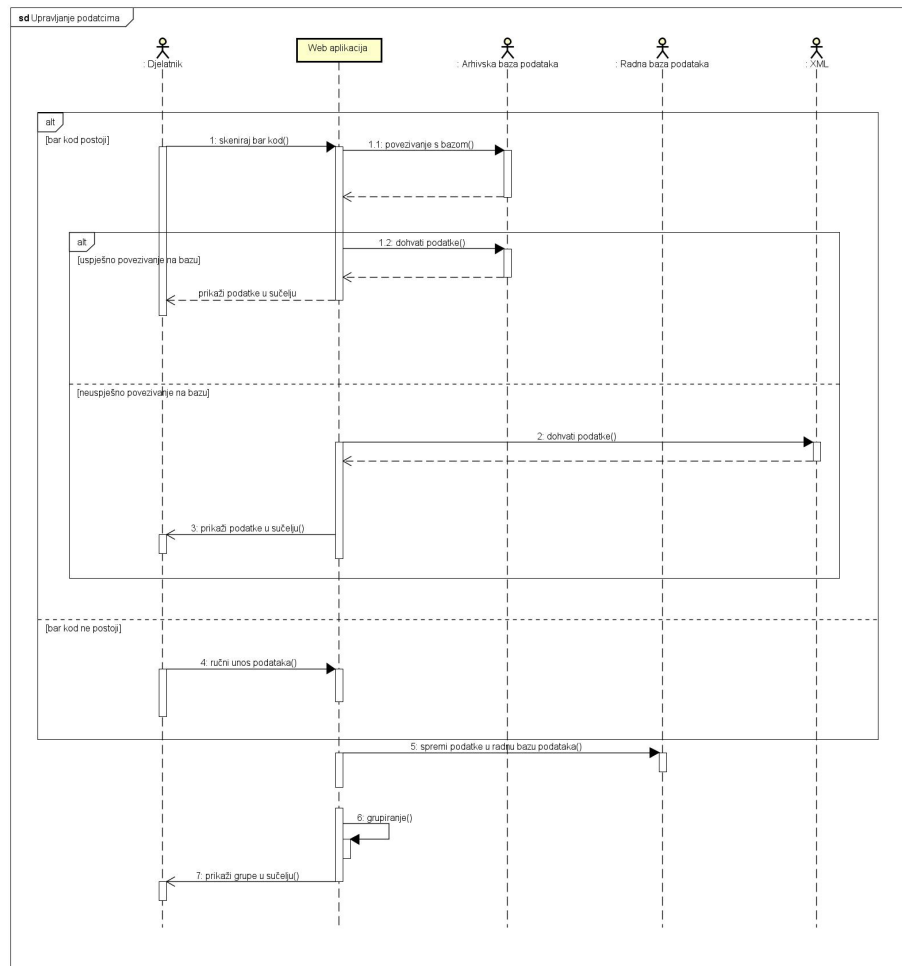 sd Upravljanje podatcima
: Djelatnik
Web aplikacija
: Arhivska baza podataka
: Radna baza podataka
: XML
alt
[bar kod postoji]
1: skeniraj bar kod()
1.1: povezivanje s bazom()
alt
[uspješno povezivanje na bazu]
1.2: dohvati podatke()
prikaži podatke u sučelju
[neuspješno povezivanje na bazu]
2: dohvati podatke()
3: prikaži podatke u sučelju()
[bar kod ne postoji]
4: ručni unos podataka()
5: spremi podatke u radnu bazu podataka()
6: grupiranje()
7: prikaži grupe u sučelju()